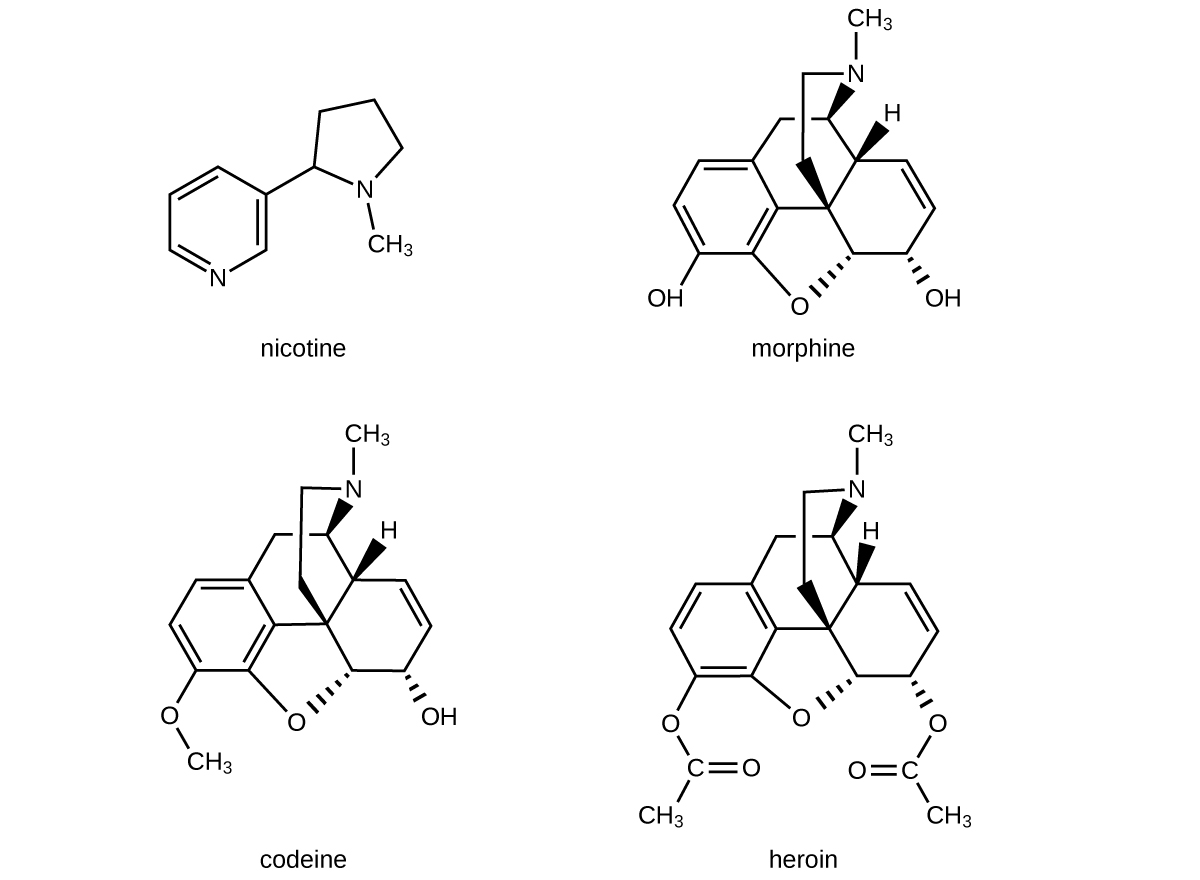 CH₃
N
H
N
CH₃
N
OH
O
OH
nicotine
morphine
CH₃
CH₃
N
N
H
H
O
O
OH
O
O
O
CH₃
C=O
O=C
CH₃
CH₃
codeine
heroin